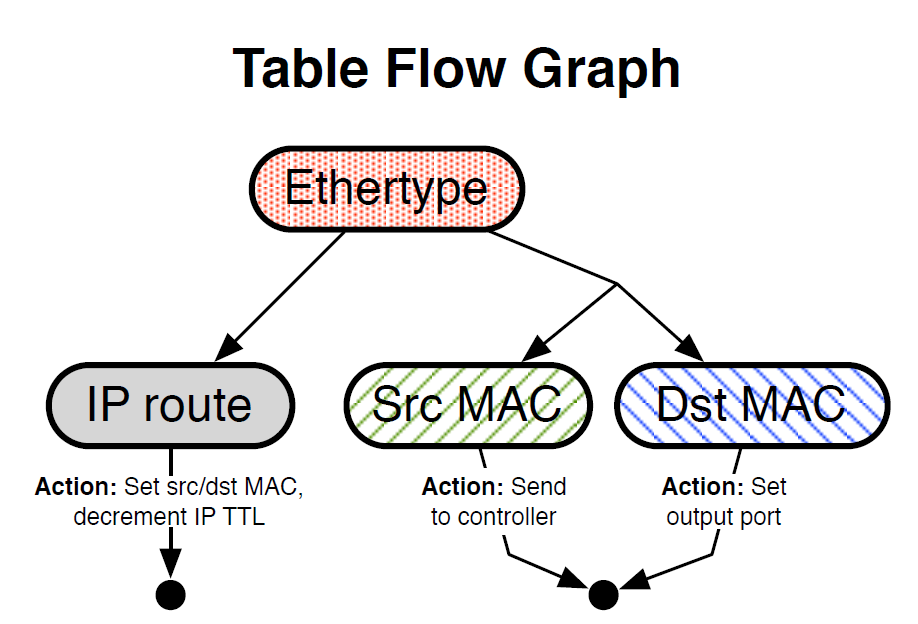 Table Flow Graph
Ethertype
IP route
Src MAC
Dst MAC
Action: Set src/dst MAC,
decrement IP TTL
Action: Send
to controller
Action: Set
output port